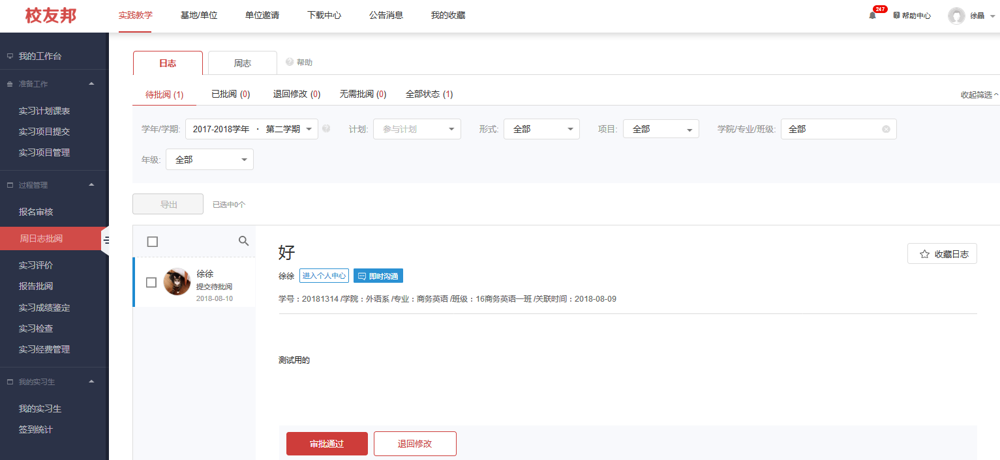 校友邦
实践教学 基地/单位 单位邀请 下载中心 公告消息 我的收藏
247 帮助中心 徐晶
我的工作台
准备工作
实习计划课表
实习项目提交
实习项目管理
过程管理
报名审核
周日志批阅
实习评价
报告批阅
实习成绩鉴定
实习检查
实习经费管理
我的实习生
我的实习生
签到统计
日志 周志 帮助
待批阅 (1) 已批阅 (0) 退回修改 (0) 无需批阅 (0) 全部状态 (1) 收起筛选
学年/学期: 2017-2018学年 · 第二学期 计划: 参与计划 形式: 全部 项目: 全部 学院/专业/班级: 全部
年级: 全部
导出 已选中0个
徐徐
提交待批阅
2018-08-10
好
收藏日志
徐徐 进入个人中心 即时沟通
学号：20181314 /学院：外语系 /专业：商务英语 /班级：16商务英语一班 /关联时间：2018-08-09
测试用的
审批通过 退回修改